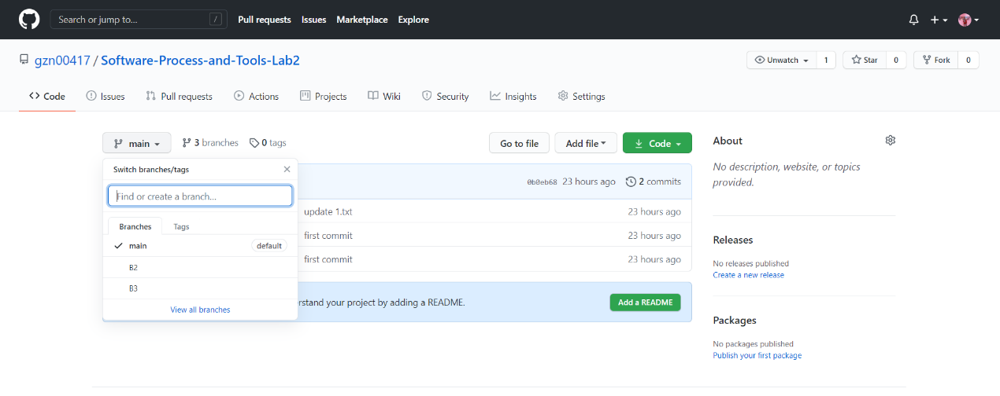 Search or jump to... /
Pull requests Issues Marketplace Explore
gzn00417 / Software-Process-and-Tools-Lab2
Unwatch 1 Star 0 Fork 0
Code Issues Pull requests Actions Projects Wiki Security Insights Settings
main 3 branches 0 tags Go to file Add file Code
Switch branches/tags
Find or create a branch...
Branches Tags
main default
B2
B3
View all branches
0b0eb68 23 hours ago 2 commits
update 1.txt 23 hours ago
first commit 23 hours ago
first commit 23 hours ago
rstand your project by adding a README. Add a README
About
No description, website, or topics
provided.
Releases
No releases published
Create a new release
Packages
No packages published
Publish your first package